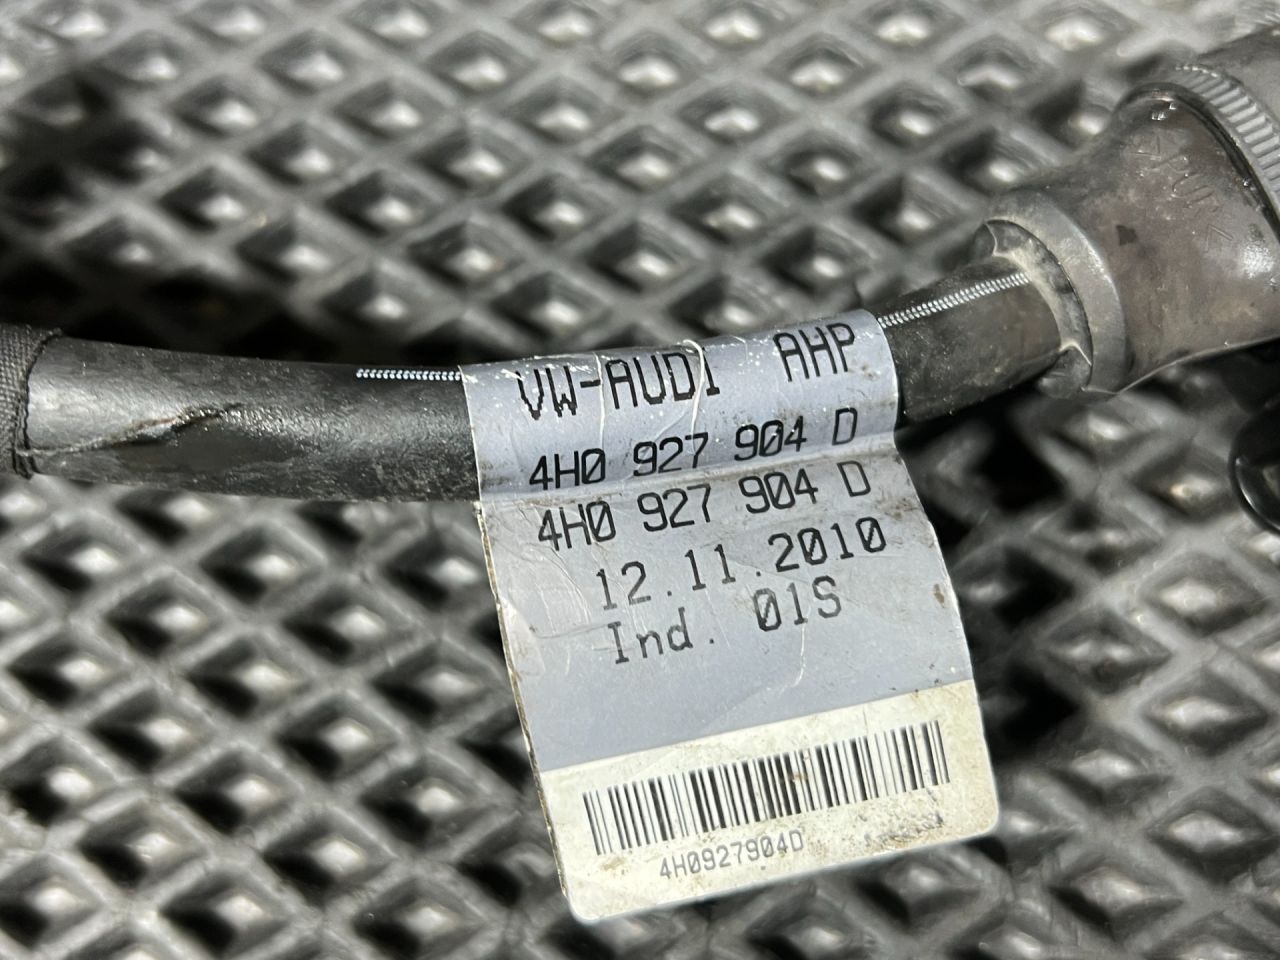 VW-AUDI AHP
4H0 927 904 D
4H0 927 904 D
12.11.2010
Ind. 01S
4H0927904D